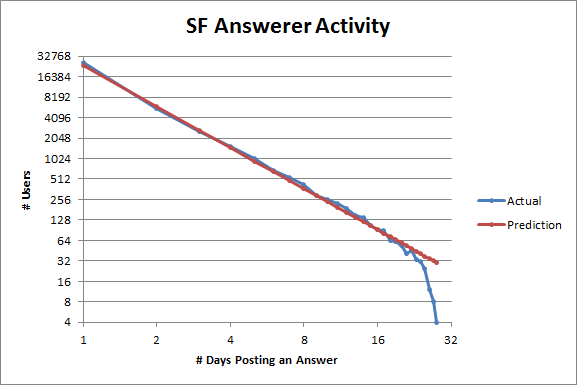 SF Answerer Activity
32768
16384
8192
4096
2048
1024
512
256
128
64
32
16
8
4
# Users
1 2 4 8 16 32
# Days Posting an Answer
Actual
Prediction